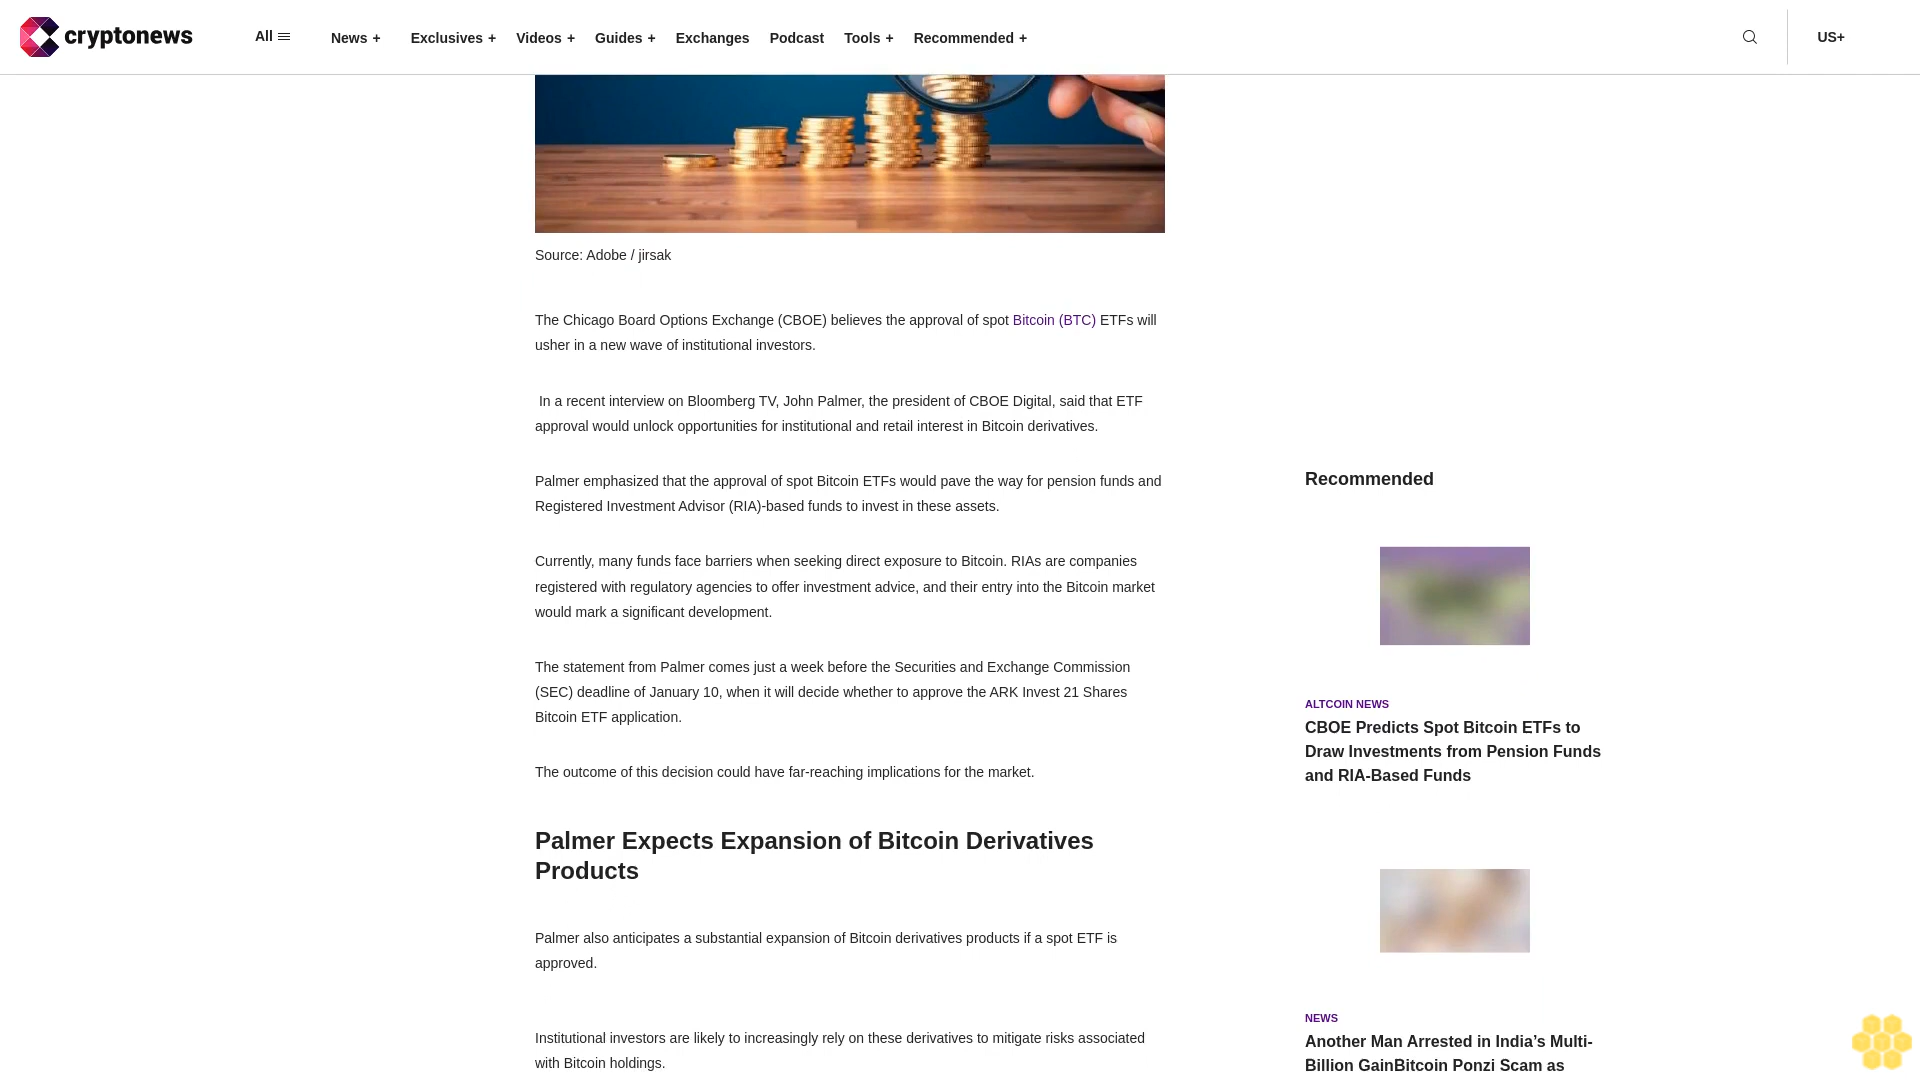 cryptonews
All
News +
Exclusives +
Videos +
Guides +
Exchanges
Podcast
Tools +
Recommended +
US+
Source: Adobe / jirsak
The Chicago Board Options Exchange (CBOE) believes the approval of spot Bitcoin (BTC) ETFs will
usher in a new wave of institutional investors.
In a recent interview on Bloomberg TV, John Palmer, the president of CBOE Digital, said that ETF
approval would unlock opportunities for institutional and retail interest in Bitcoin derivatives.
Palmer emphasized that the approval of spot Bitcoin ETFs would pave the way for pension funds and
Registered Investment Advisor (RIA)-based funds to invest in these assets.
Currently, many funds face barriers when seeking direct exposure to Bitcoin. RIAs are companies
registered with regulatory agencies to offer investment advice, and their entry into the Bitcoin market
would mark a significant development.
The statement from Palmer comes just a week before the Securities and Exchange Commission
(SEC) deadline of January 10, when it will decide whether to approve the ARK Invest 21 Shares
Bitcoin ETF application.
The outcome of this decision could have far-reaching implications for the market.
Palmer Expects Expansion of Bitcoin Derivatives
Products
Palmer also anticipates a substantial expansion of Bitcoin derivatives products if a spot ETF is
approved.
Institutional investors are likely to increasingly rely on these derivatives to mitigate risks associated
with Bitcoin holdings.
Recommended
ALTCOIN NEWS
CBOE Predicts Spot Bitcoin ETFs to
Draw Investments from Pension Funds
and RIA-Based Funds
NEWS
Another Man Arrested in India’s Multi-
Billion GainBitcoin Ponzi Scam as